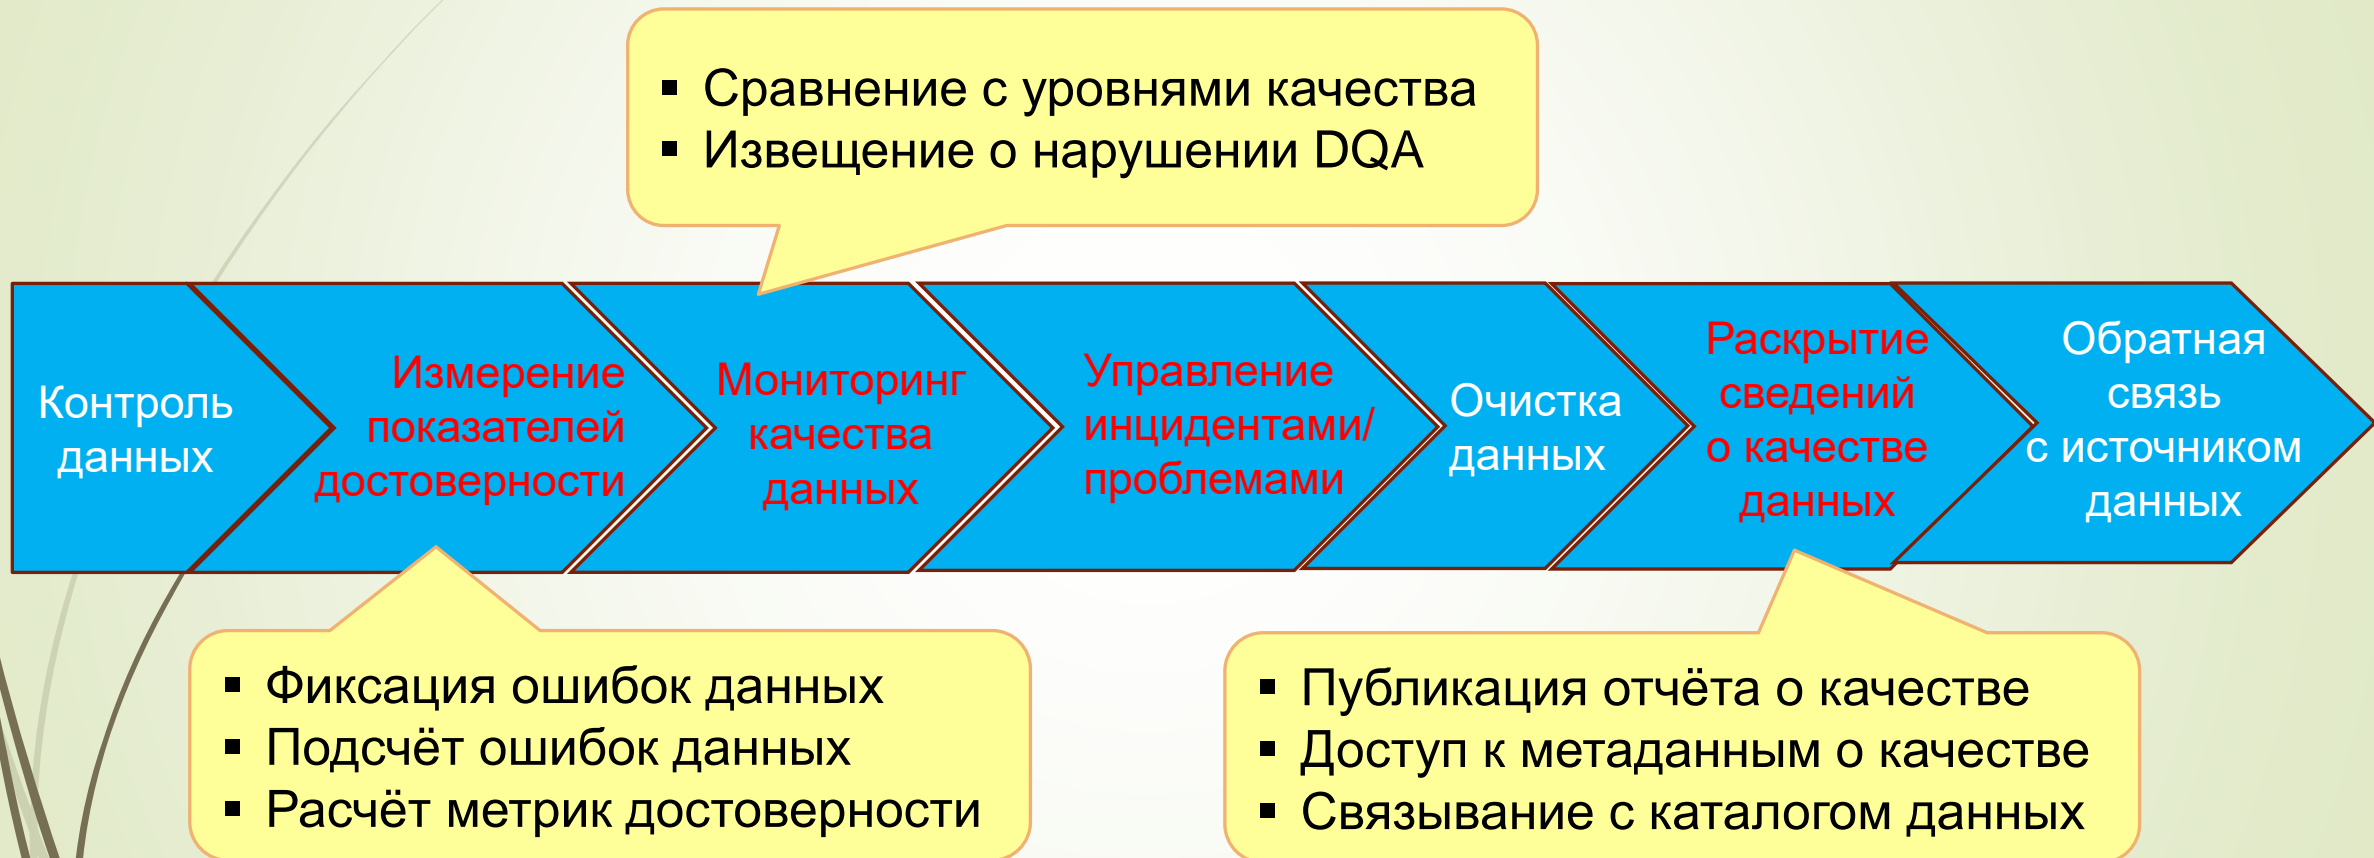 ▪ Сравнение с уровнями качества
▪ Извещение о нарушении DQA
Контроль
данных
Измерение
показателей
достоверности
Мониторинг
качества
данных
Управление
инцидентами/
проблемами
Очистка
данных
Раскрытие
сведений
о качестве
данных
Обратная
связь
с источником
данных
▪ Фиксация ошибок данных
▪ Подсчёт ошибок данных
▪ Расчёт метрик достоверности
▪ Публикация отчёта о качестве
▪ Доступ к метаданным о качестве
▪ Связывание с каталогом данных